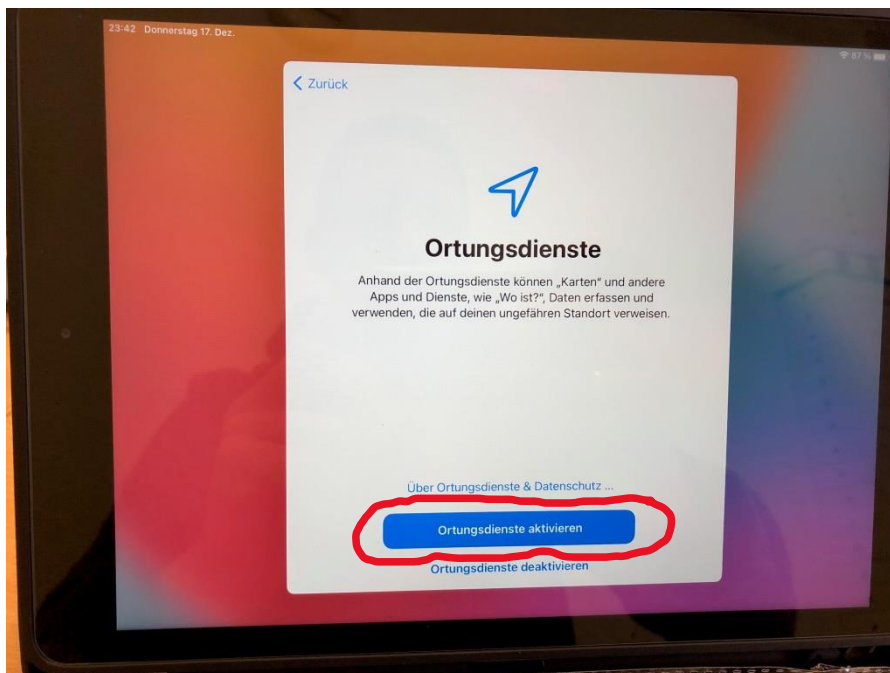 23:42 Donnerstag 17. Dez.
87 %
Zurück
Ortungsdienste
Anhand der Ortungsdienste können „Karten“ und andere
Apps und Dienste, wie „Wo ist?“, Daten erfassen und
verwenden, die auf deinen ungefähren Standort verweisen.
Über Ortungsdienste & Datenschutz ...
Ortungsdienste aktivieren
Ortungsdienste deaktivieren